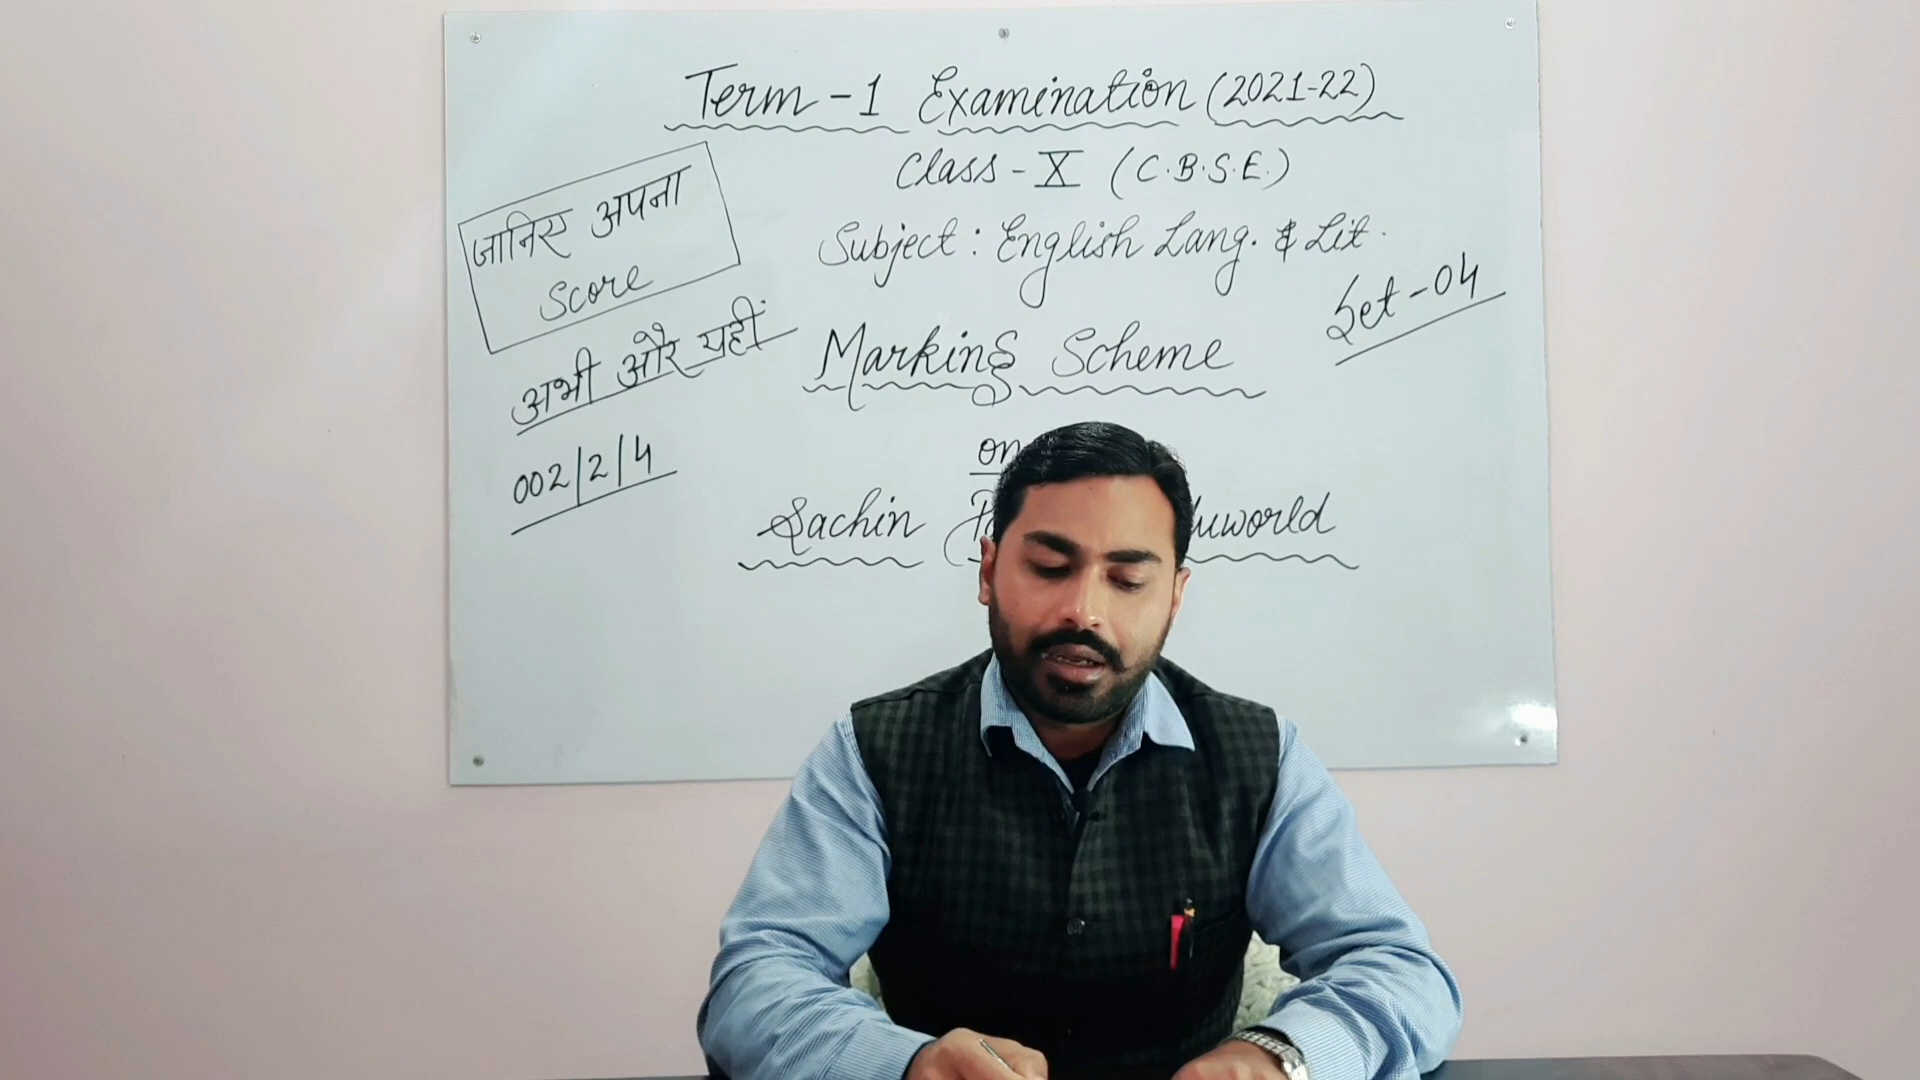 Term-1 Examination (2021-22)
Class-X (C.B.S.E.)
Subject: English Lang. & Lit.
Set-04
Marking Scheme
on
Sachin
जानिए अपना
Score
अभी और यहीं
002/2/4